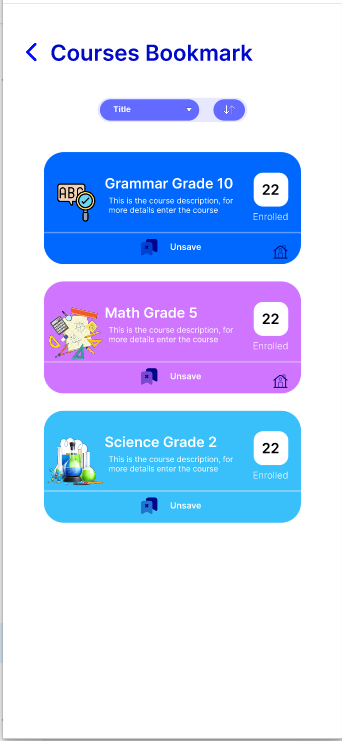 Courses Bookmark
Title
ABC
Grammar Grade 10
This is the course description, for
more details enter the course
22
Enrolled
Unsave
Math Grade 5
This is the course description, for
more details enter the course
22
Enrolled
Unsave
Science Grade 2
This is the course description, for
more details enter the course
22
Enrolled
Unsave